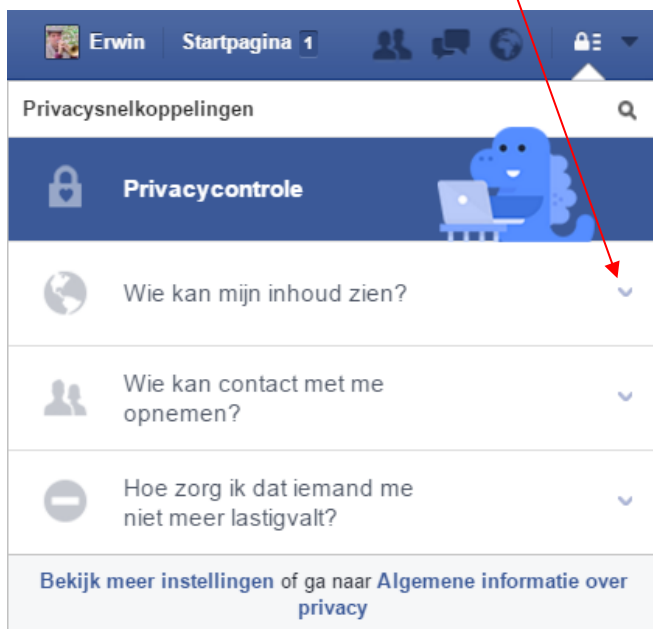 Erwin Startpagina 1
Privacysnelkoppelingen
Privacycontrole
Wie kan mijn inhoud zien?
Wie kan contact met me
opnemen?
Hoe zorg ik dat iemand me
niet meer lastigvalt?
Bekijk meer instellingen of ga naar Algemene informatie over
privacy